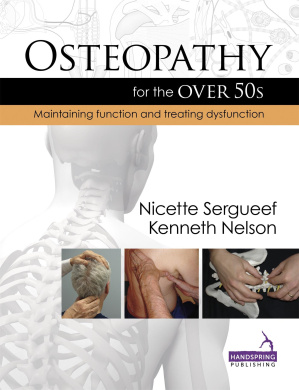 OSTEOPATHY
for the OVER 50s
Maintaining function and treating dysfunction
Nicette Sergueef
Kenneth Nelson
HANDSPRING
PUBLISHING